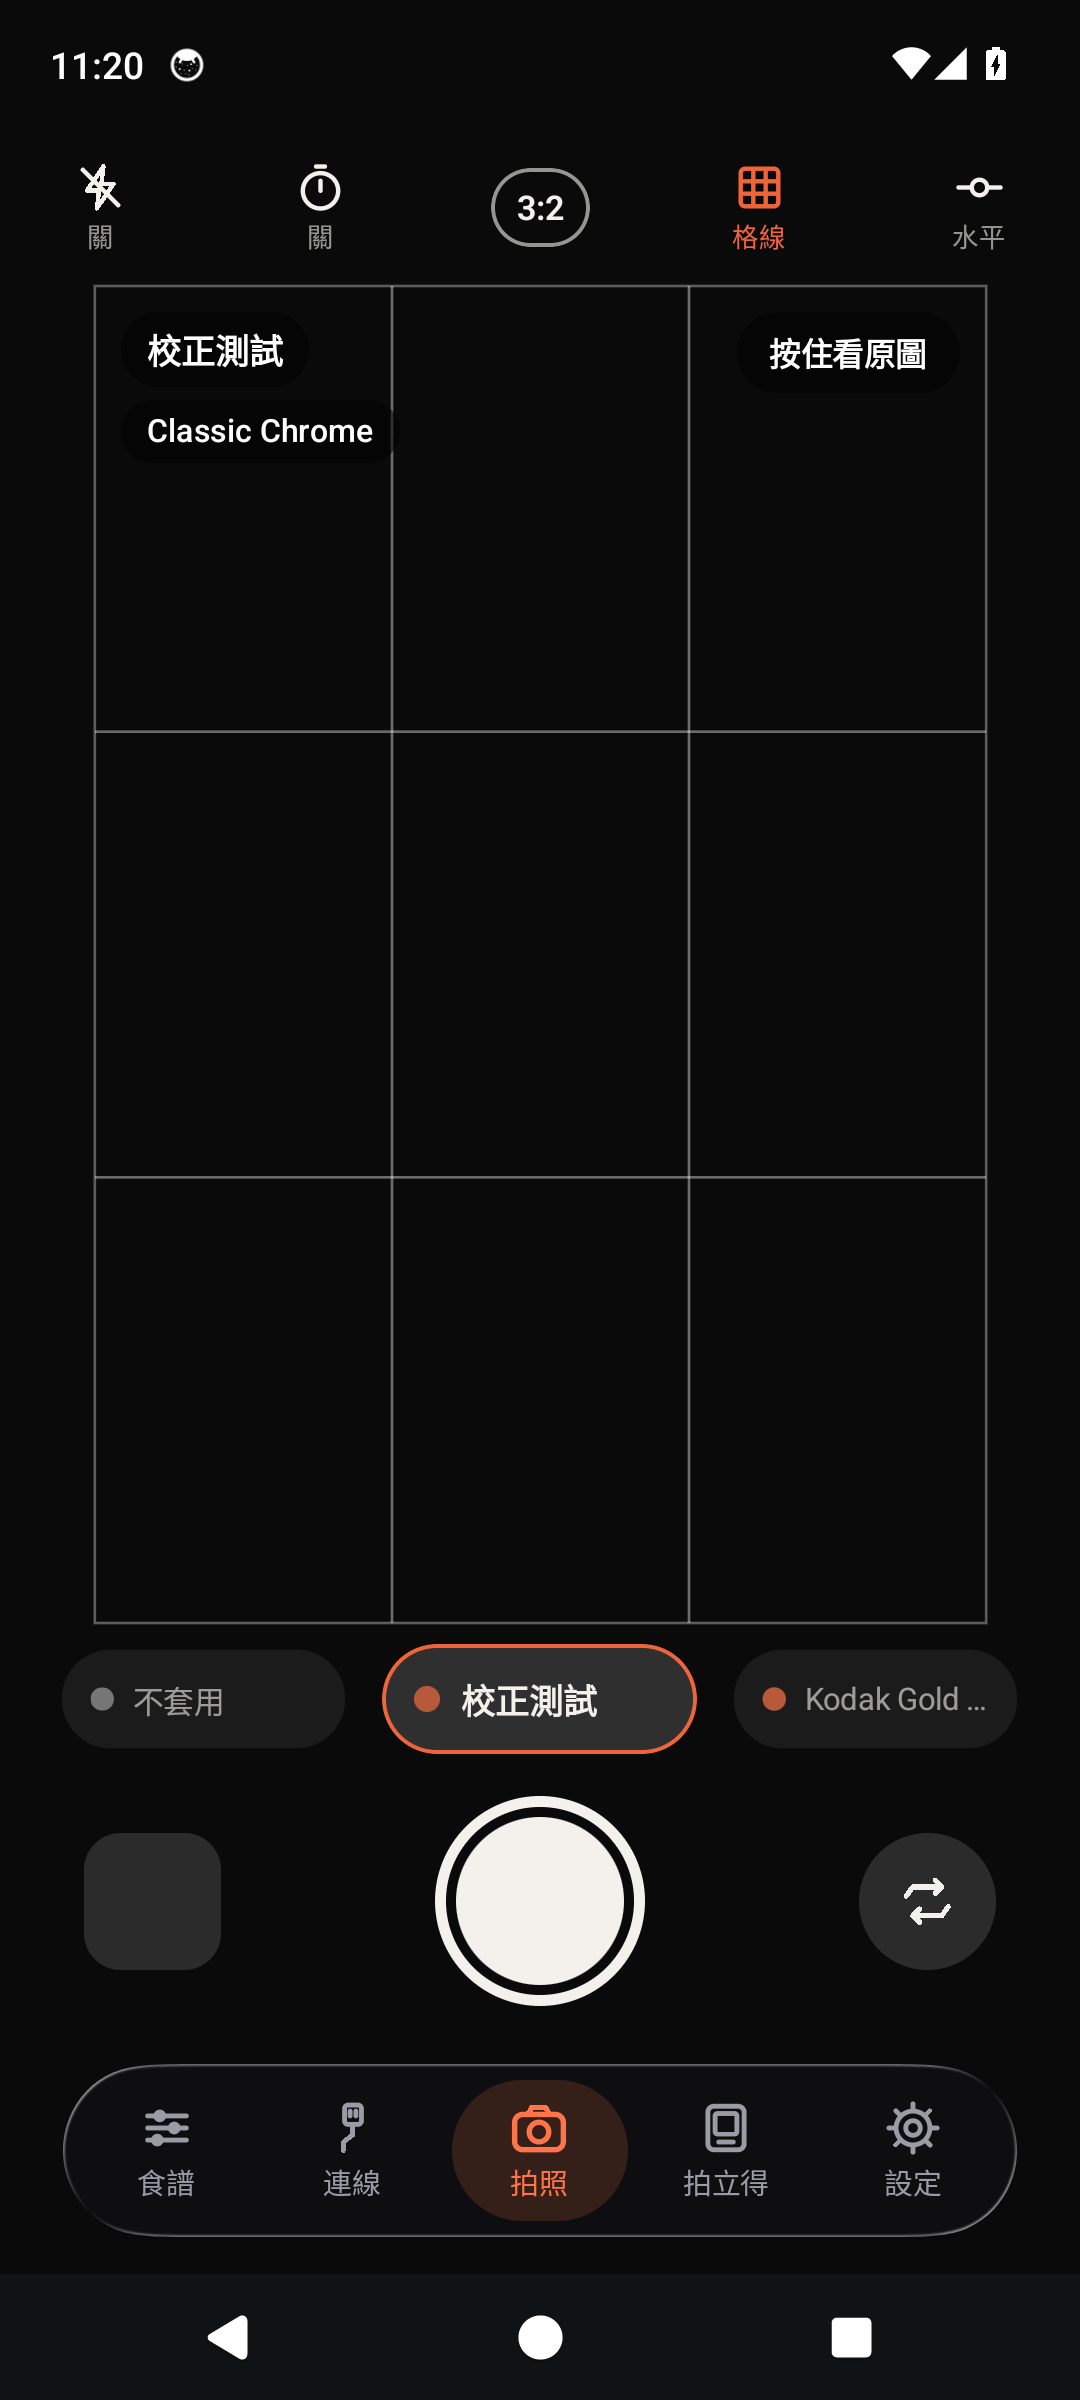 11:20
關
關
3:2
格線
水平
校正測試
按住看原圖
Classic Chrome
不套用
校正測試
Kodak Gold ...
食譜
連線
拍照
拍立得
設定